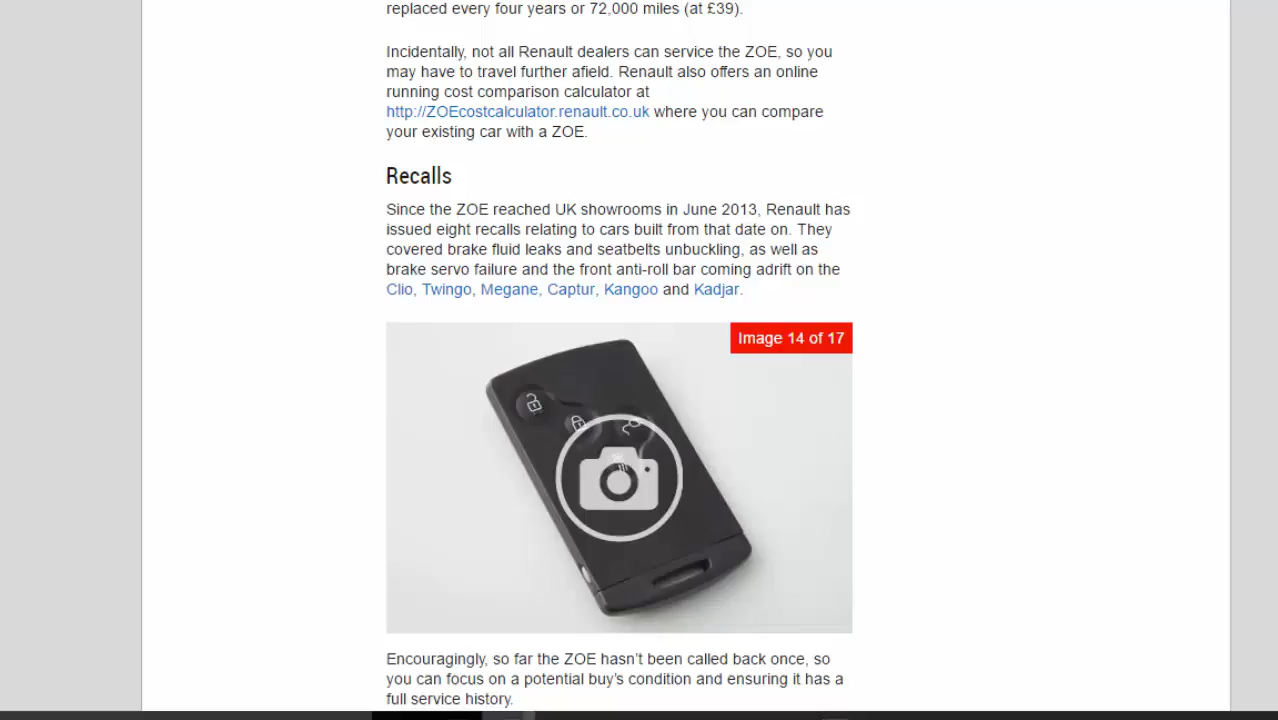 replaced every four years or 72,000 miles (at £39).
Incidentally, not all Renault dealers can service the ZOE, so you
may have to travel further afield. Renault also offers an online
running cost comparison calculator at
http://ZOEcostcalculator.renault.co.uk where you can compare
your existing car with a ZOE.
Recalls
Since the ZOE reached UK showrooms in June 2013, Renault has
issued eight recalls relating to cars built from that date on. They
covered brake fluid leaks and seatbelts unbuckling, as well as
brake servo failure and the front anti-roll bar coming adrift on the
Clio, Twingo, Megane, Captur, Kangoo and Kadjar.
Image 14 of 17
Encouragingly, so far the ZOE hasn’t been called back once, so
you can focus on a potential buy’s condition and ensuring it has a
full service history.